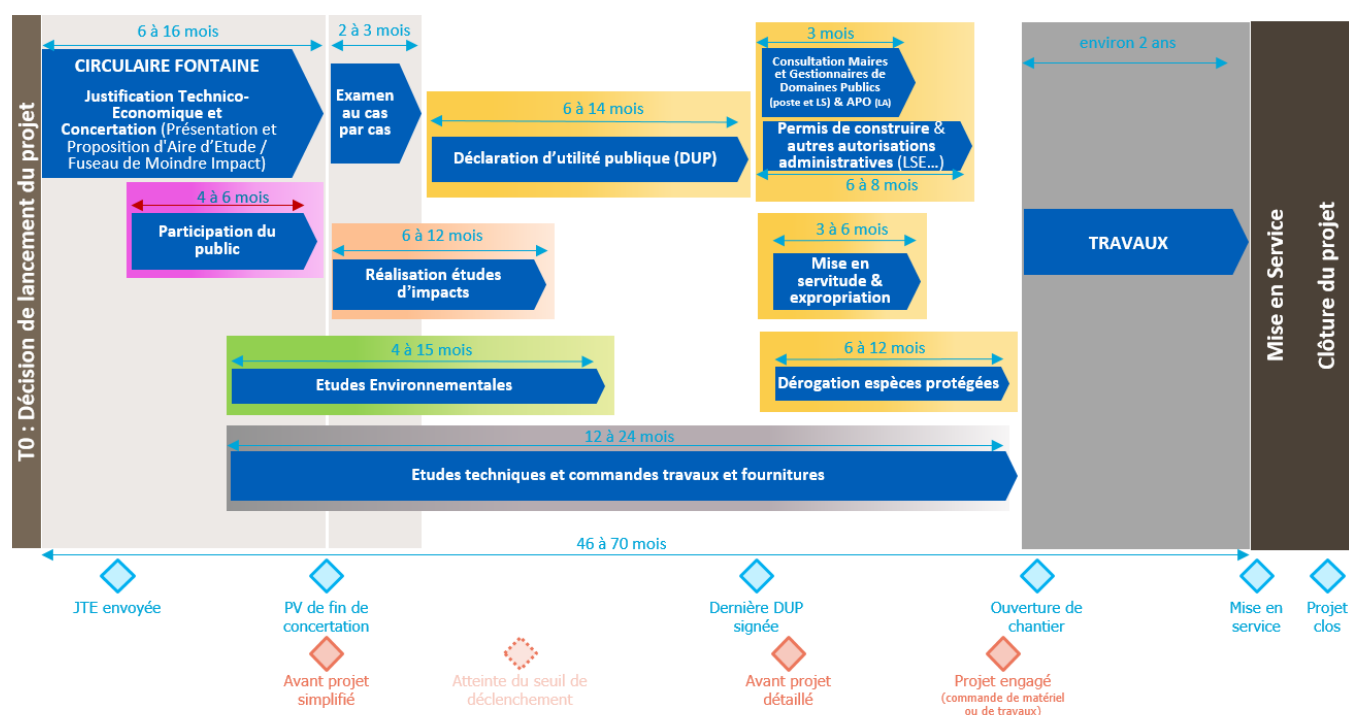 T0 : Décision de lancement du projet
6 à 16 mois
CIRCULAIRE FONTAINE
Justification Technico-
Economique et
Concertation (Présentation et
Proposition d'Aire d'Etude /
Fuseau de Moindre Impact)
4 à 6 mois
Participation du
public
2 à 3 mois
Examen
au cas
par cas
6 à 12 mois
Réalisation études
d'impacts
4 à 15 mois
Etudes Environnementales
12 à 24 mois
Etudes techniques et commandes travaux et fournitures
6 à 14 mois
Déclaration d'utilité publique (DUP)
3 mois
Consultation Maires
et Gestionnaires de
Domaines Publics
(poste et LS) & APO (LA)
Permis de construire &
autres autorisations
administratives (LSE...)
6 à 8 mois
3 à 6 mois
Mise en
servitude &
expropriation
6 à 12 mois
Dérogation espèces protégées
environ 2 ans
TRAVAUX
Mise en Service
Clôture du projet
46 à 70 mois
JTE envoyée
PV de fin de
concertation
Dernière DUP
signée
Ouverture de
chantier
Mise en
service
Projet
clos
Avant projet
simplifié
Atteinte du seuil de
déclenchement
Avant projet
détaillé
Projet engagé
(commande de matériel
ou de travaux)